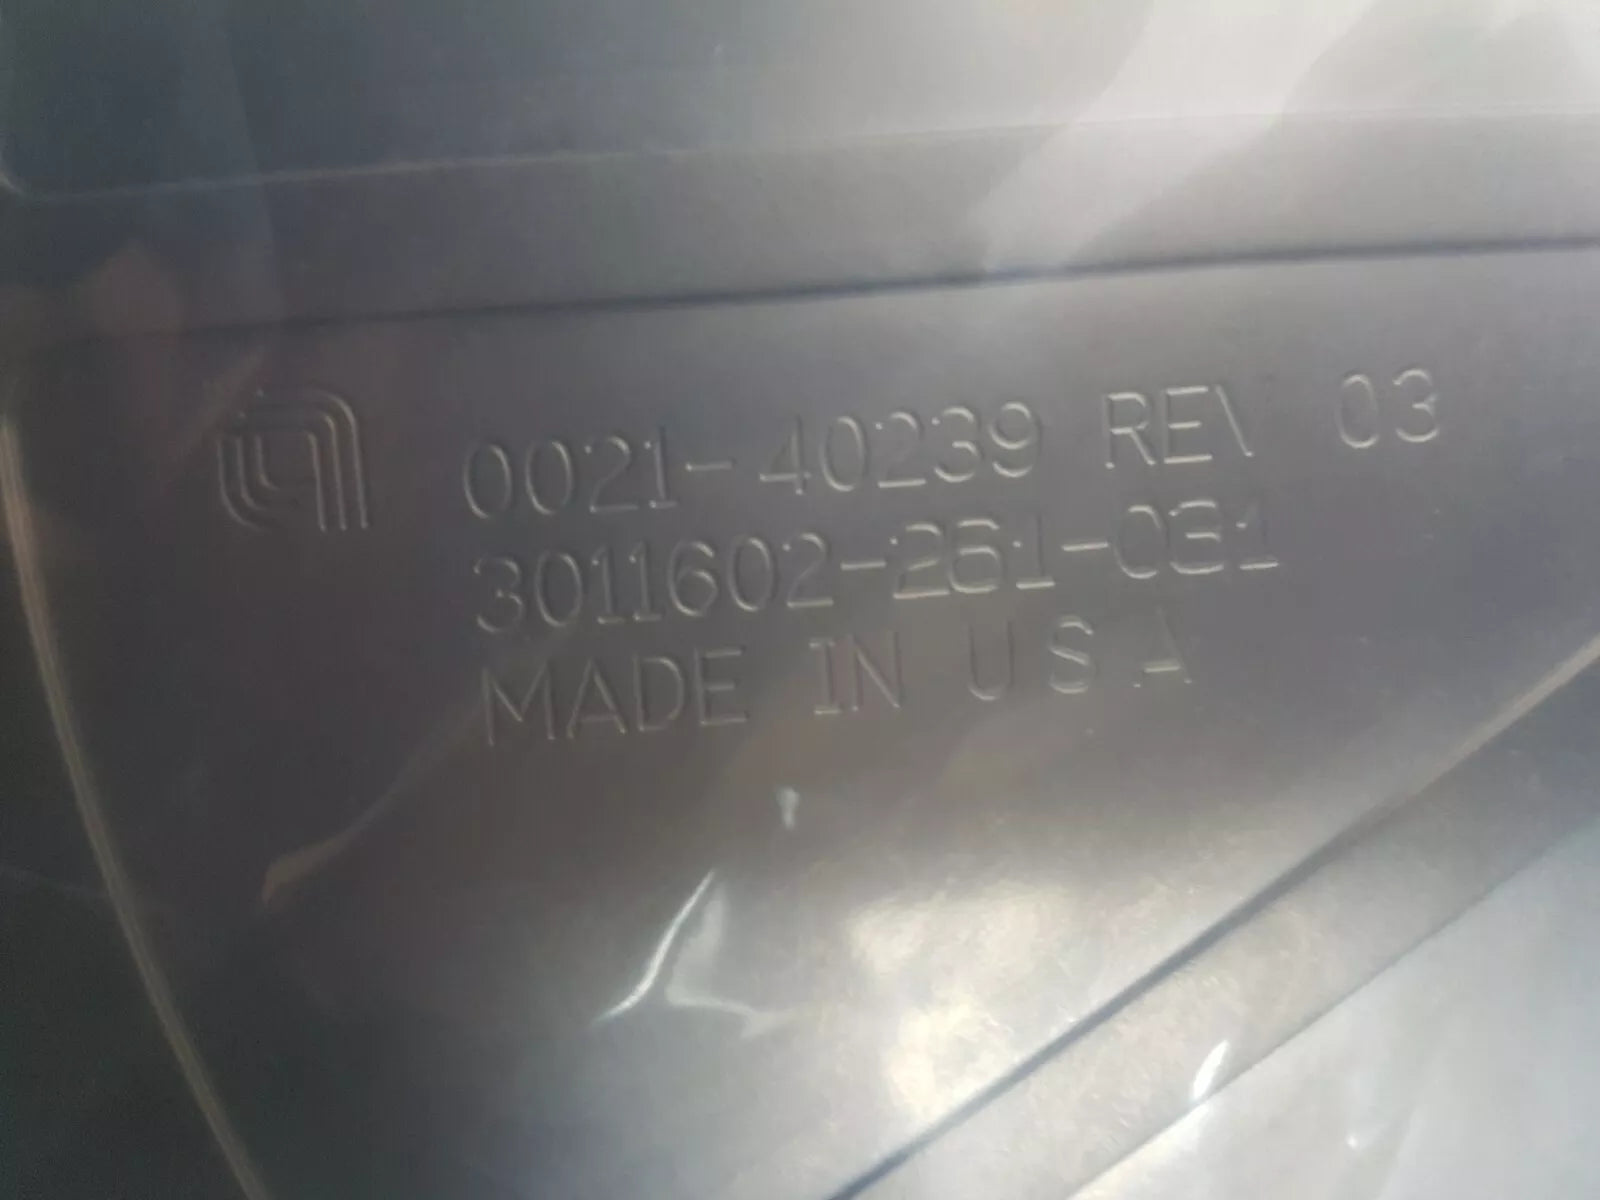 0021-40239 REV 03
3011602-261-031
MADE IN U.S.A